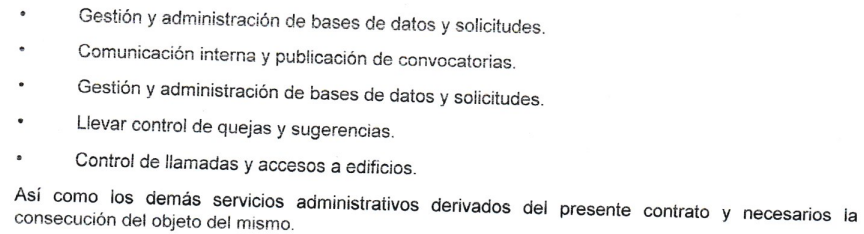 • Gestión y administración de bases de datos y solicitudes.
• Comunicación interna y publicación de convocatorias.
• Gestión y administración de bases de datos y solicitudes.
• Llevar control de quejas y sugerencias.
• Control de llamadas y accesos a edificios.
Así como los demás servicios administrativos derivados del presente contrato y necesarios la
consecución del objeto del mismo.